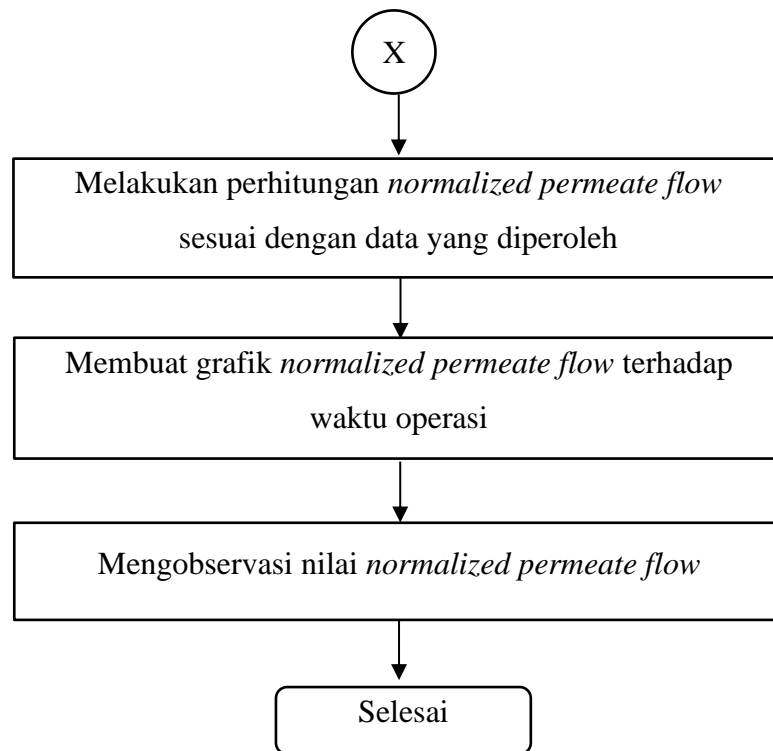 X
Melakukan perhitungan normalized permeate flow
sesuai dengan data yang diperoleh
Membuat grafik normalized permeate flow terhadap
waktu operasi
Mengobservasi nilai normalized permeate flow
Selesai